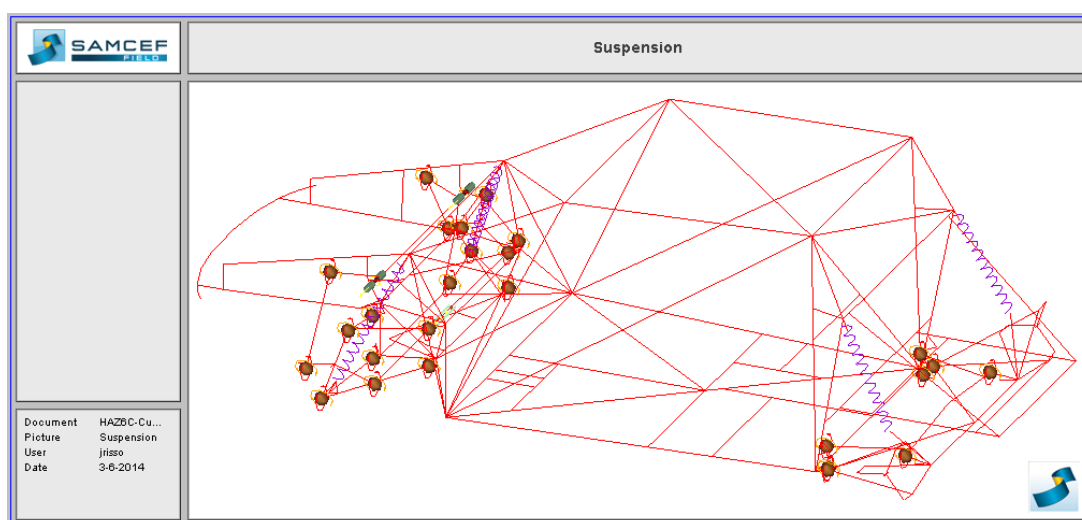 SAMCEF
FIELD
Suspension
Document HAZ6C-Cu...
Picture Suspension
User jrisso
Date 3-6-2014